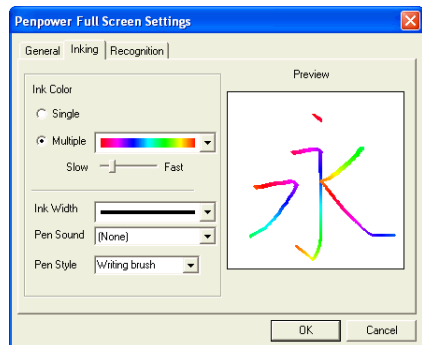 Penpower Full Screen Settings
General Inking Recognition
Ink Color
Single
Multiple
Slow Fast
Ink Width
Pen Sound (None)
Pen Style Writing brush
Preview
永
OK Cancel